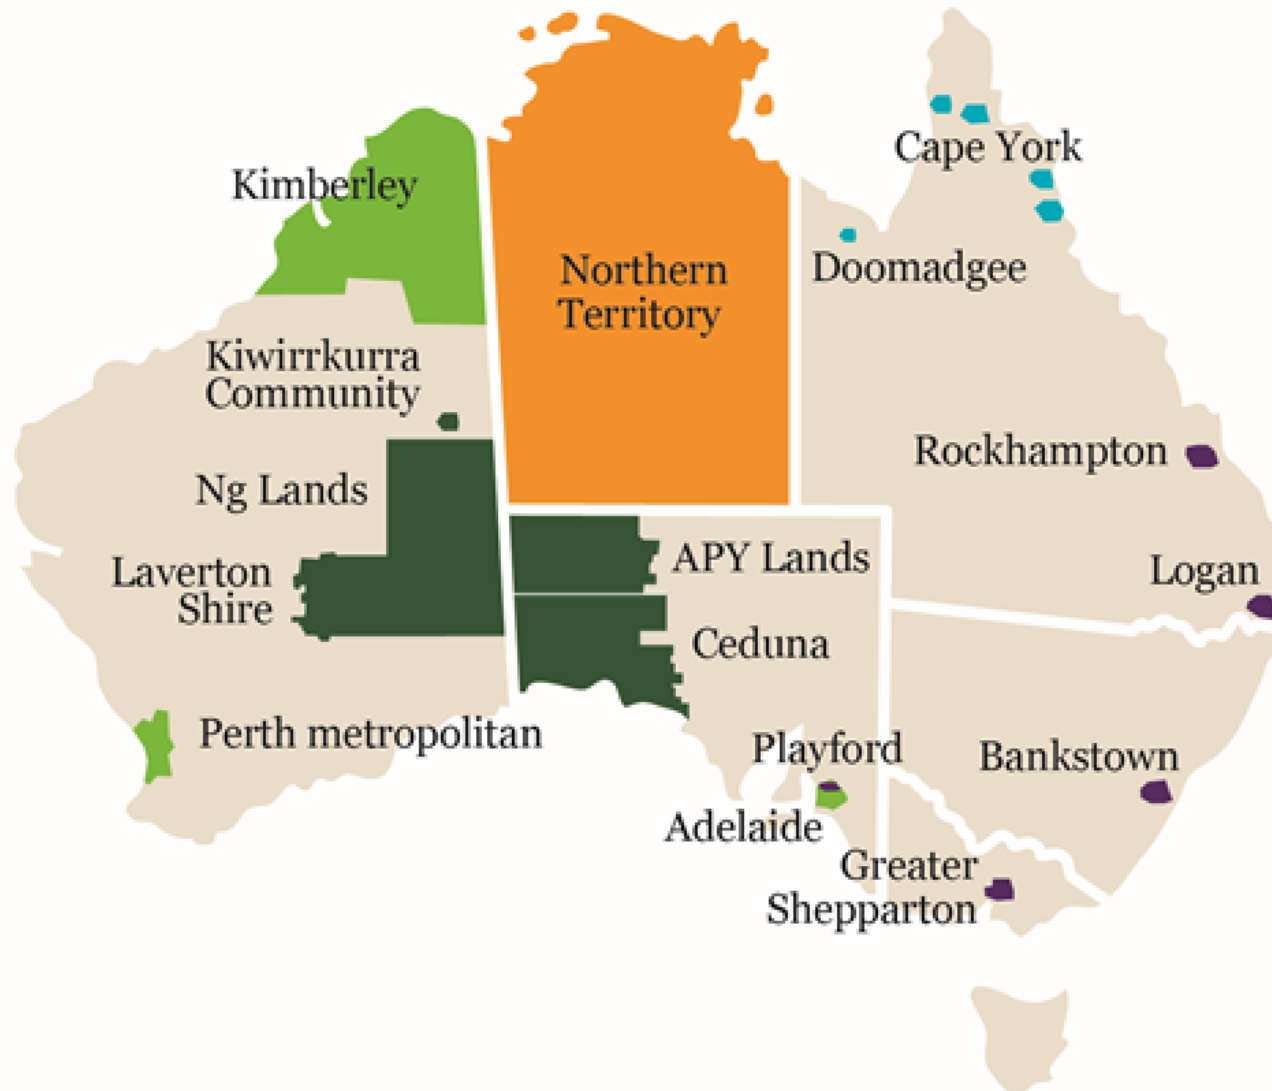 Cape York
Kimberley
Northern
Territory
Doomadgee
Kiwirrkurra
Community
Rockhampton
Ng Lands
APY Lands
Laverton
Shire
Logan
Ceduna
Perth metropolitan
Playford
Bankstown
Adelaide
Greater
Shepparton